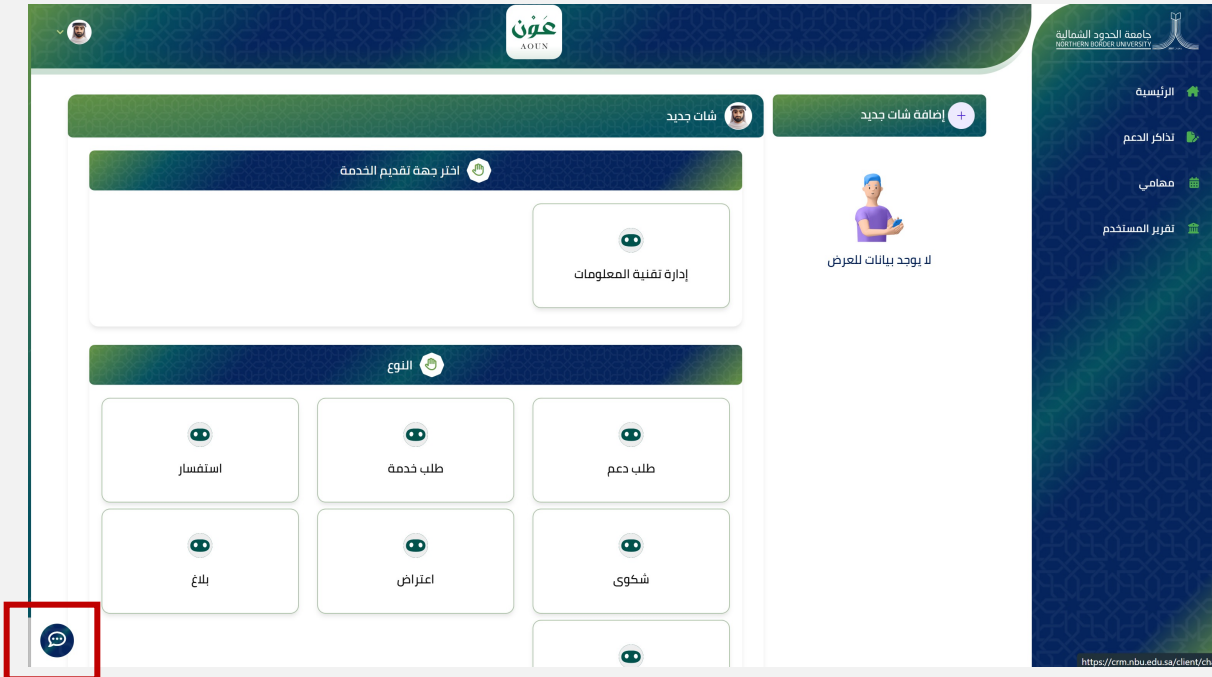 جامعة الحدود الشمالية
NORTHERN BORDER UNIVERSITY
عَوْن
AOUN
الرئيسية
تذاكر الدعم
مهامي
تقرير المستخدم
إضافة شات جديد
لا يوجد بيانات للعرض
شات جديد
اختر جهة تقديم الخدمة
إدارة تقنية المعلومات
النوع
طلب دعم
طلب خدمة
استفسار
شكوى
اعتراض
بلاغ
https://crm.nbu.edu.sa/client/ch